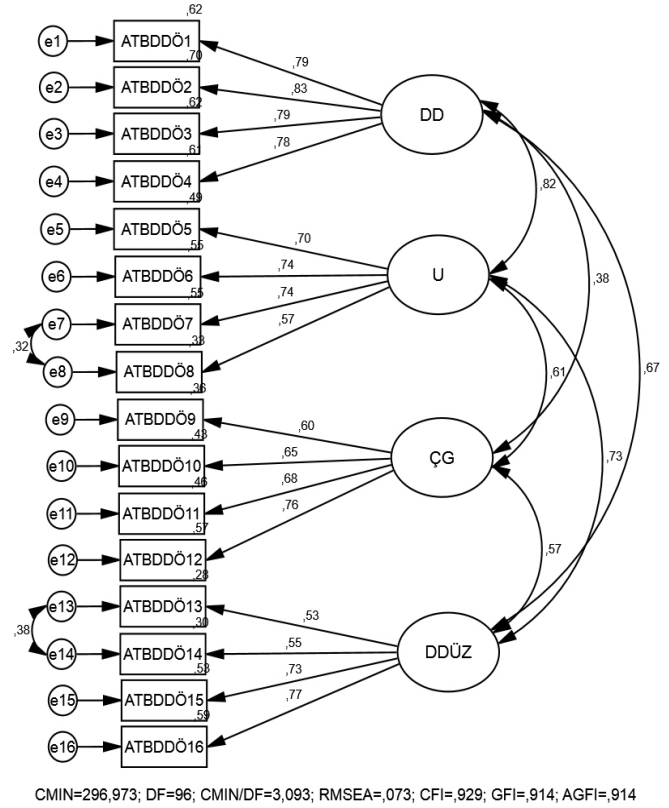 ,62
e1 ATBDDÖ1
,70
,79
e2 ATBDDÖ2
,83
,62
e3 ATBDDÖ3
,79
,61
e4 ATBDDÖ4
,78
DD
,49
e5 ATBDDÖ5
,70
,55
e6 ATBDDÖ6
,74
,55
e7 ATBDDÖ7
,74
,33
e8 ATBDDÖ8
,57
,32
U
,36
e9 ATBDDÖ9
,60
,43
e10 ATBDDÖ10
,65
,46
e11 ATBDDÖ11
,68
,57
e12 ATBDDÖ12
,76
ÇG
,28
e13 ATBDDÖ13
,53
,30
e14 ATBDDÖ14
,55
,38
,53
e15 ATBDDÖ15
,73
,59
e16 ATBDDÖ16
,77
DDÜZ
,82
,38
,67
,61
,73
,57
CMIN=296,973; DF=96; CMIN/DF=3,093; RMSEA=,073; CFI=,929; GFI=,914; AGFI=,914